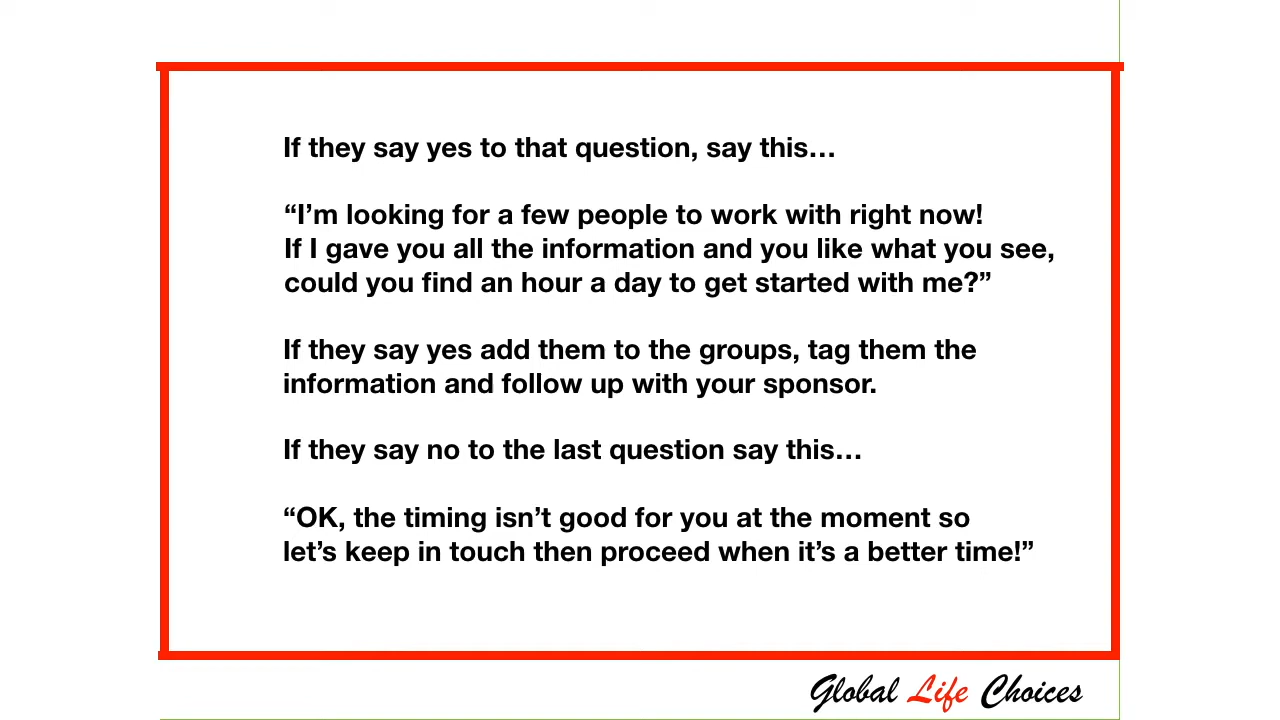 If they say yes to that question, say this…
“I’m looking for a few people to work with right now!
If I gave you all the information and you like what you see,
could you find an hour a day to get started with me?”
If they say yes add them to the groups, tag them the
information and follow up with your sponsor.
If they say no to the last question say this…
“OK, the timing isn’t good for you at the moment so
let’s keep in touch then proceed when it’s a better time!”
Global Life Choices